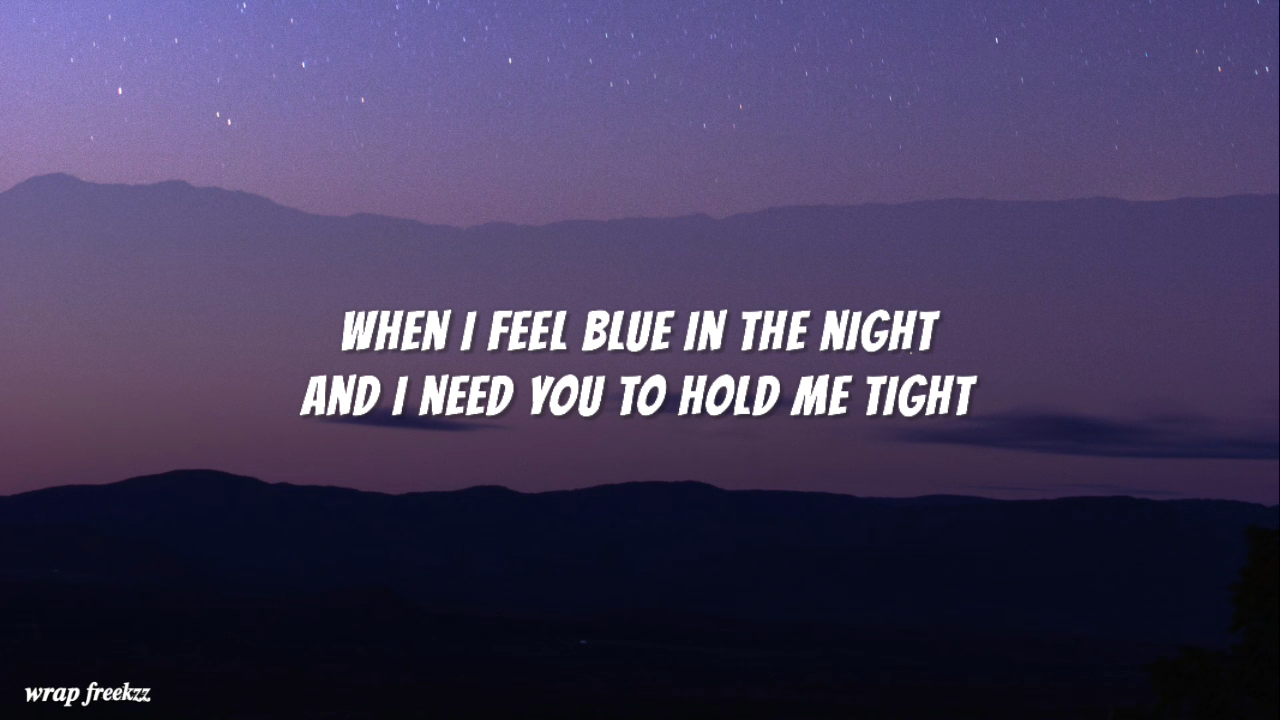 WHEN I FEEL BLUE IN THE NIGHT
AND I NEED YOU TO HOLD ME TIGHT
wrap freekzz